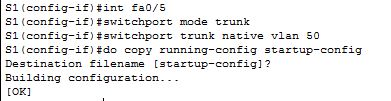 S1(config-if)#int fa0/5
S1(config-if)#switchport mode trunk
S1(config-if)#switchport trunk native vlan 50
S1(config-if)#do copy running-config startup-config
Destination filename [startup-config]?
Building configuration...
[OK]